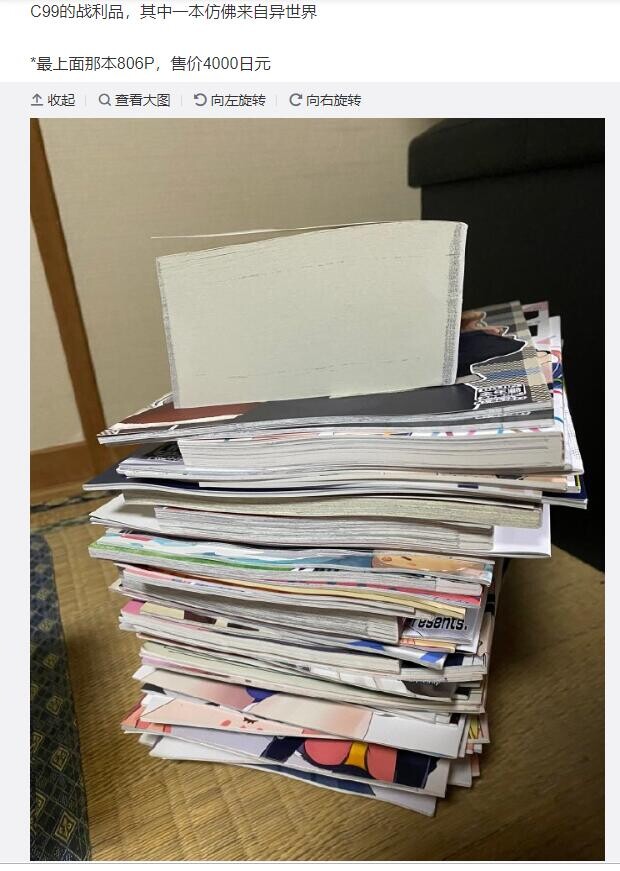 C99的战利品，其中一本仿佛来自异世界
*最上面那本806P，售价4000日元
收起
查看大图
向左旋转
向右旋转
resents.